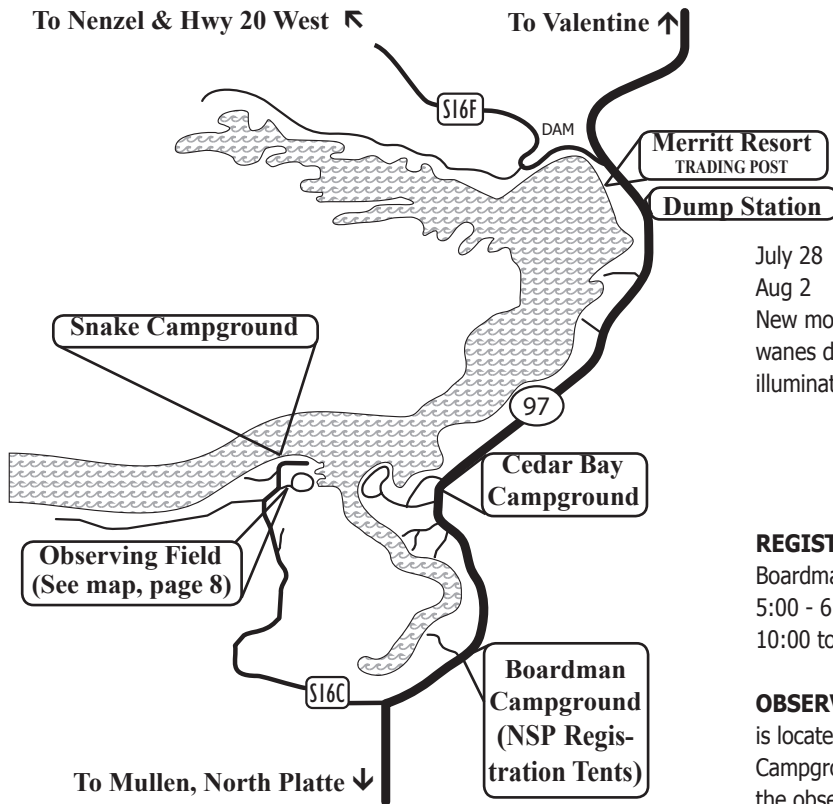 To Nenzel & Hwy 20 West ↖
To Valentine ↑
S16F
DAM
Merritt Resort
TRADING POST
Dump Station
July 28
Aug 2
New mo
wanes d
illuminat
Snake Campground
97
Cedar Bay
Campground
Observing Field
(See map, page 8)
REGIST
Boardma
5:00 - 6
10:00 to
Boardman
Campground
(NSP Regis-
tration Tents)
S16C
OBSERV
is locate
Campgro
the obse
To Mullen, North Platte ↓